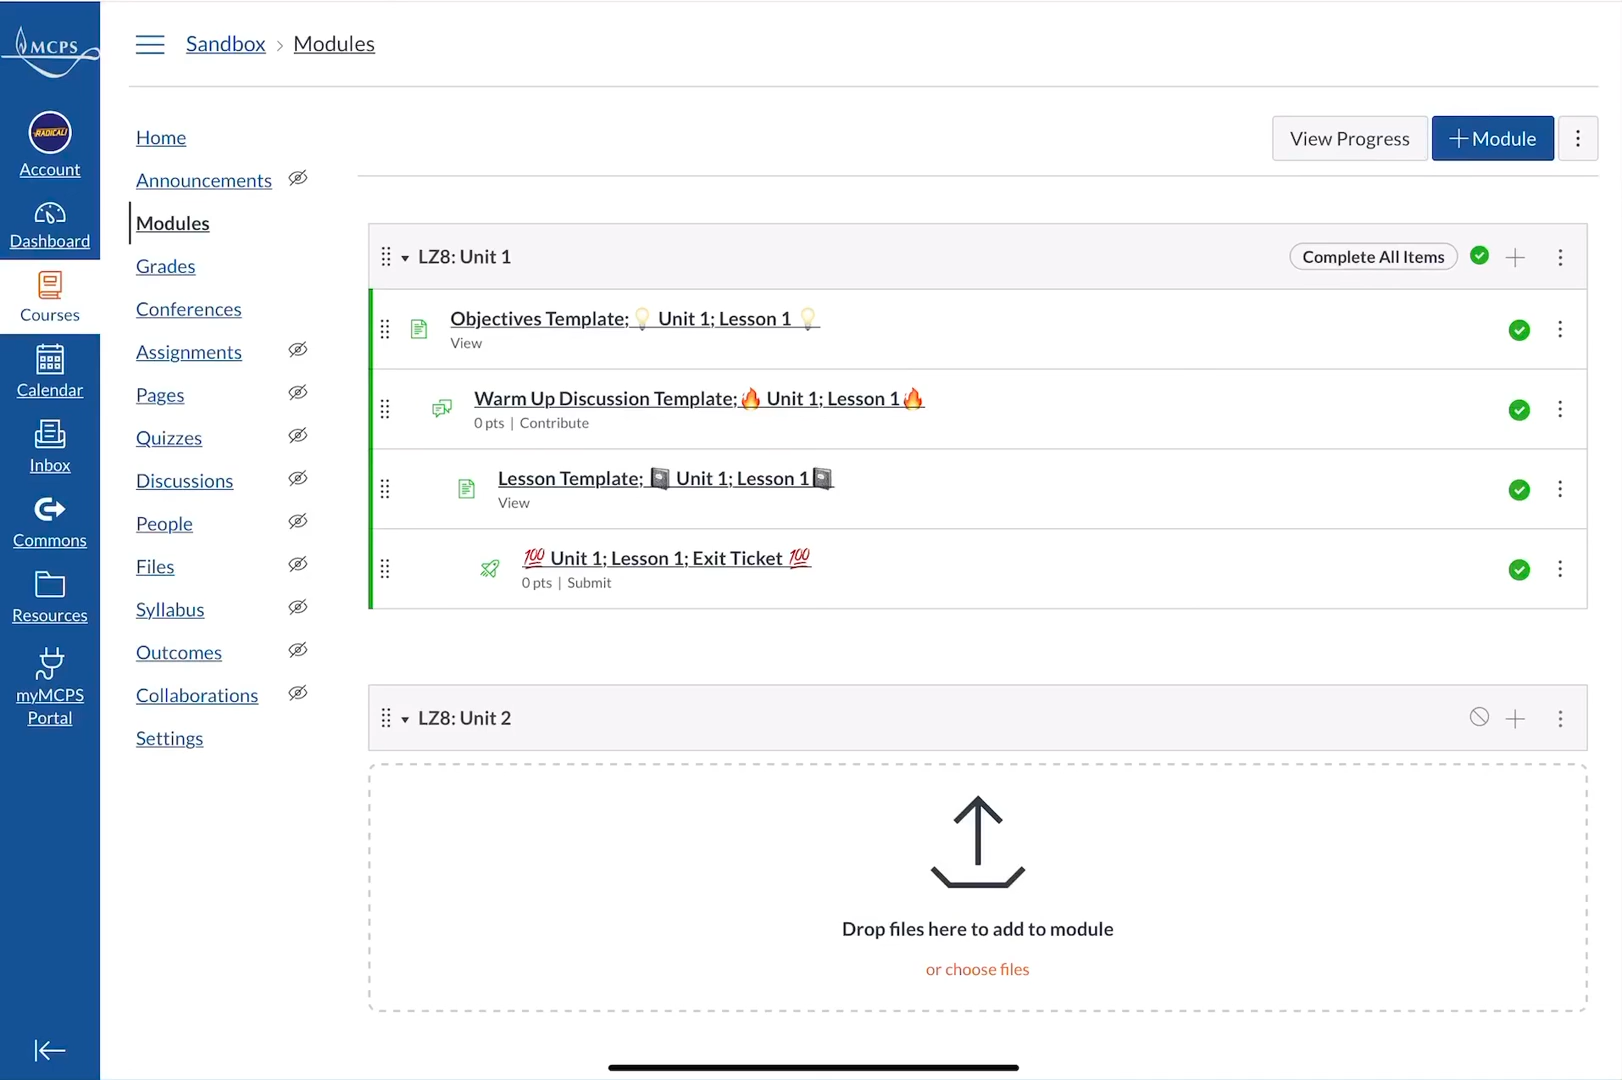 MCPS
Sandbox › Modules
RADICAL!
Account
Dashboard
Courses
Calendar
Inbox
Commons
Resources
myMCPS
Portal
Home
Announcements
Modules
Grades
Conferences
Assignments
Pages
Quizzes
Discussions
People
Files
Syllabus
Outcomes
Collaborations
Settings
View Progress
+ Module
LZ8: Unit 1
Complete All Items
Objectives Template;💡 Unit 1; Lesson 1 💡
View
Warm Up Discussion Template;🔥 Unit 1; Lesson 1🔥
0 pts | Contribute
Lesson Template; 📓 Unit 1; Lesson 1📓
View
💯 Unit 1; Lesson 1; Exit Ticket 💯
0 pts | Submit
LZ8: Unit 2
Drop files here to add to module
or choose files